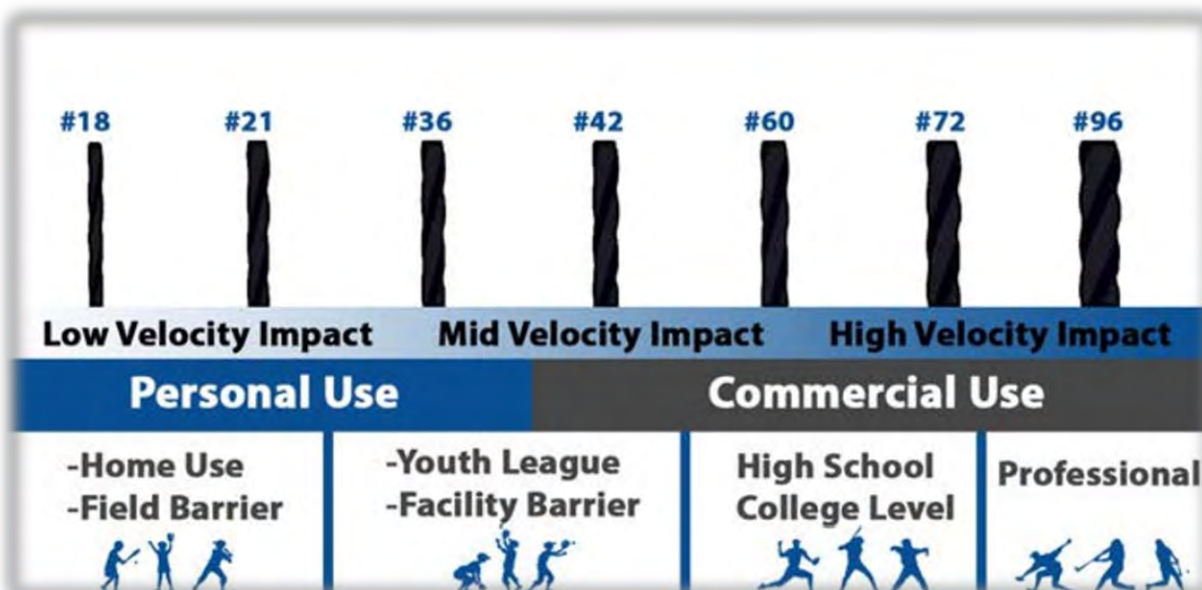 #18 #21 #36 #42 #60 #72 #96
Low Velocity Impact Mid Velocity Impact High Velocity Impact
Personal Use Commercial Use
-Home Use
-Field Barrier
-Youth League
-Facility Barrier
High School
College Level
Professional